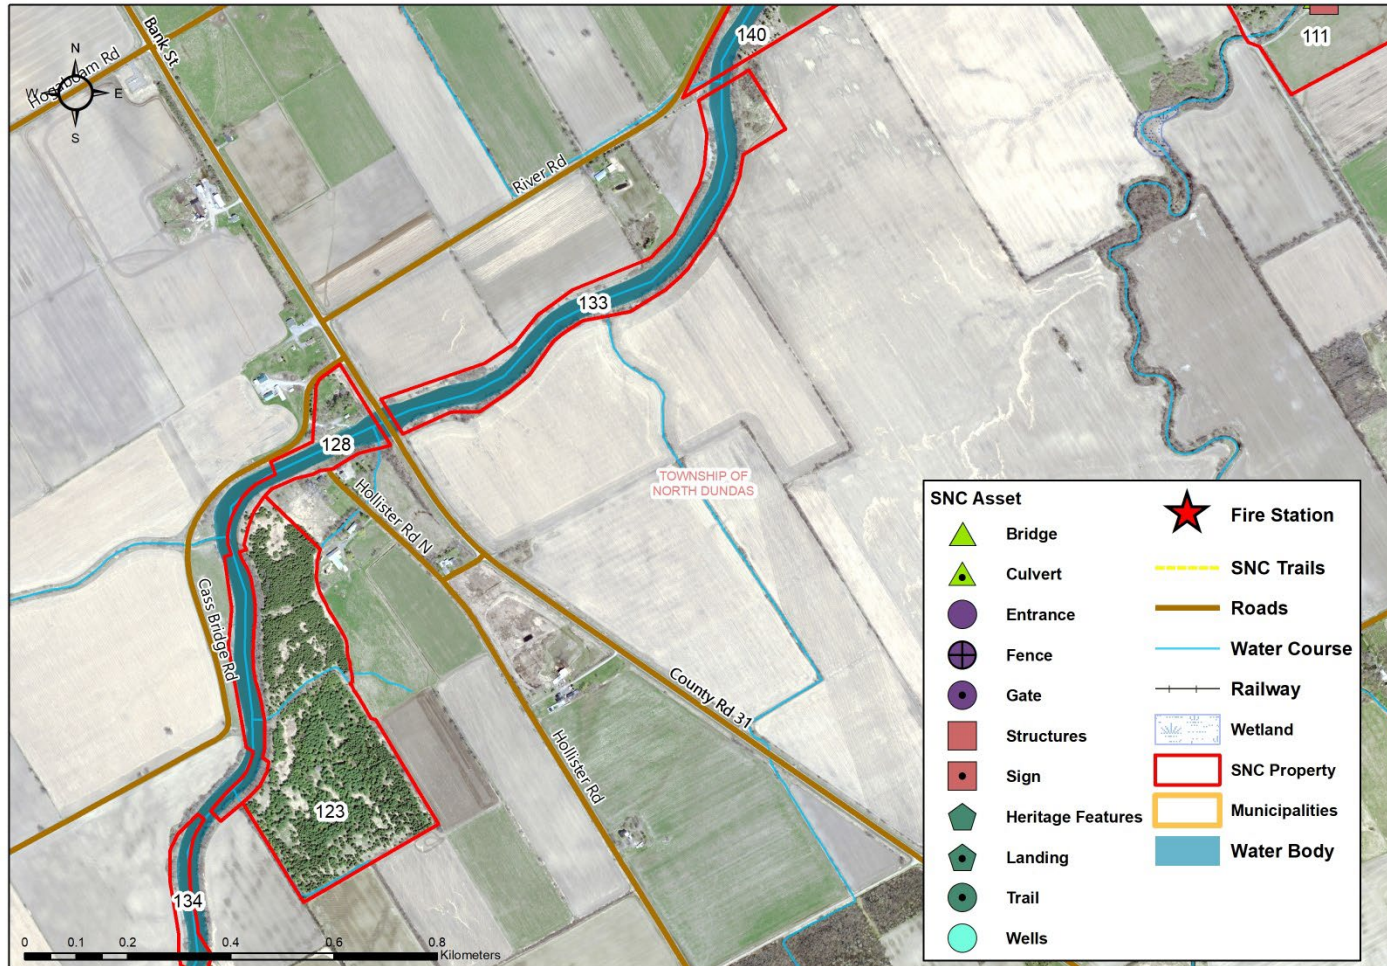 140
111
Bank St
Hogaboam Rd
N
W
E
S
River Rd
133
128
TOWNSHIP OF
NORTH DUNDAS
Hollister Rd N
Cass Bridge Rd
County Rd 31
Hollister Rd
123
134
0 0.1 0.2 0.4 0.6 0.8
Kilometers
SNC Asset
Bridge
Culvert
Entrance
Fence
Gate
Structures
Sign
Heritage Features
Landing
Trail
Wells
Fire Station
SNC Trails
Roads
Water Course
Railway
Wetland
SNC Property
Municipalities
Water Body